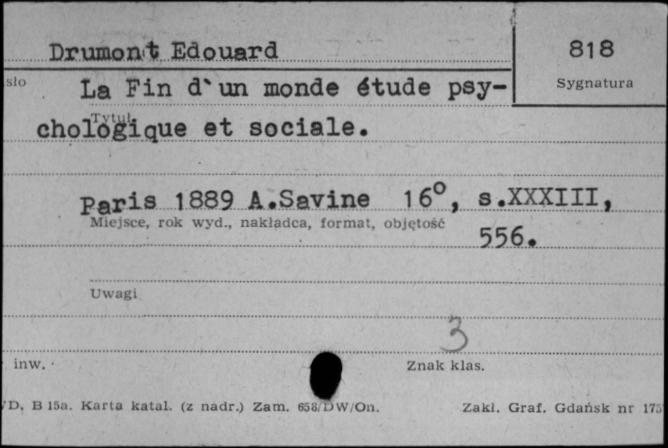 Drumont Edouard
818
Sygnatura
sło
La Fin d`un monde étude psy-
Tytuł
chologique et sociale.
Paris 1889 A.Savine 16°, s.XXXIII,
Miejsce, rok wyd., nakładca, format, objętość
556.
Uwagi
3
inw.
Znak klas.
D, B 15a. Karta katal. (z nadr.) Zam. 658/DW/On.
Zakł. Graf. Gdańsk nr 175